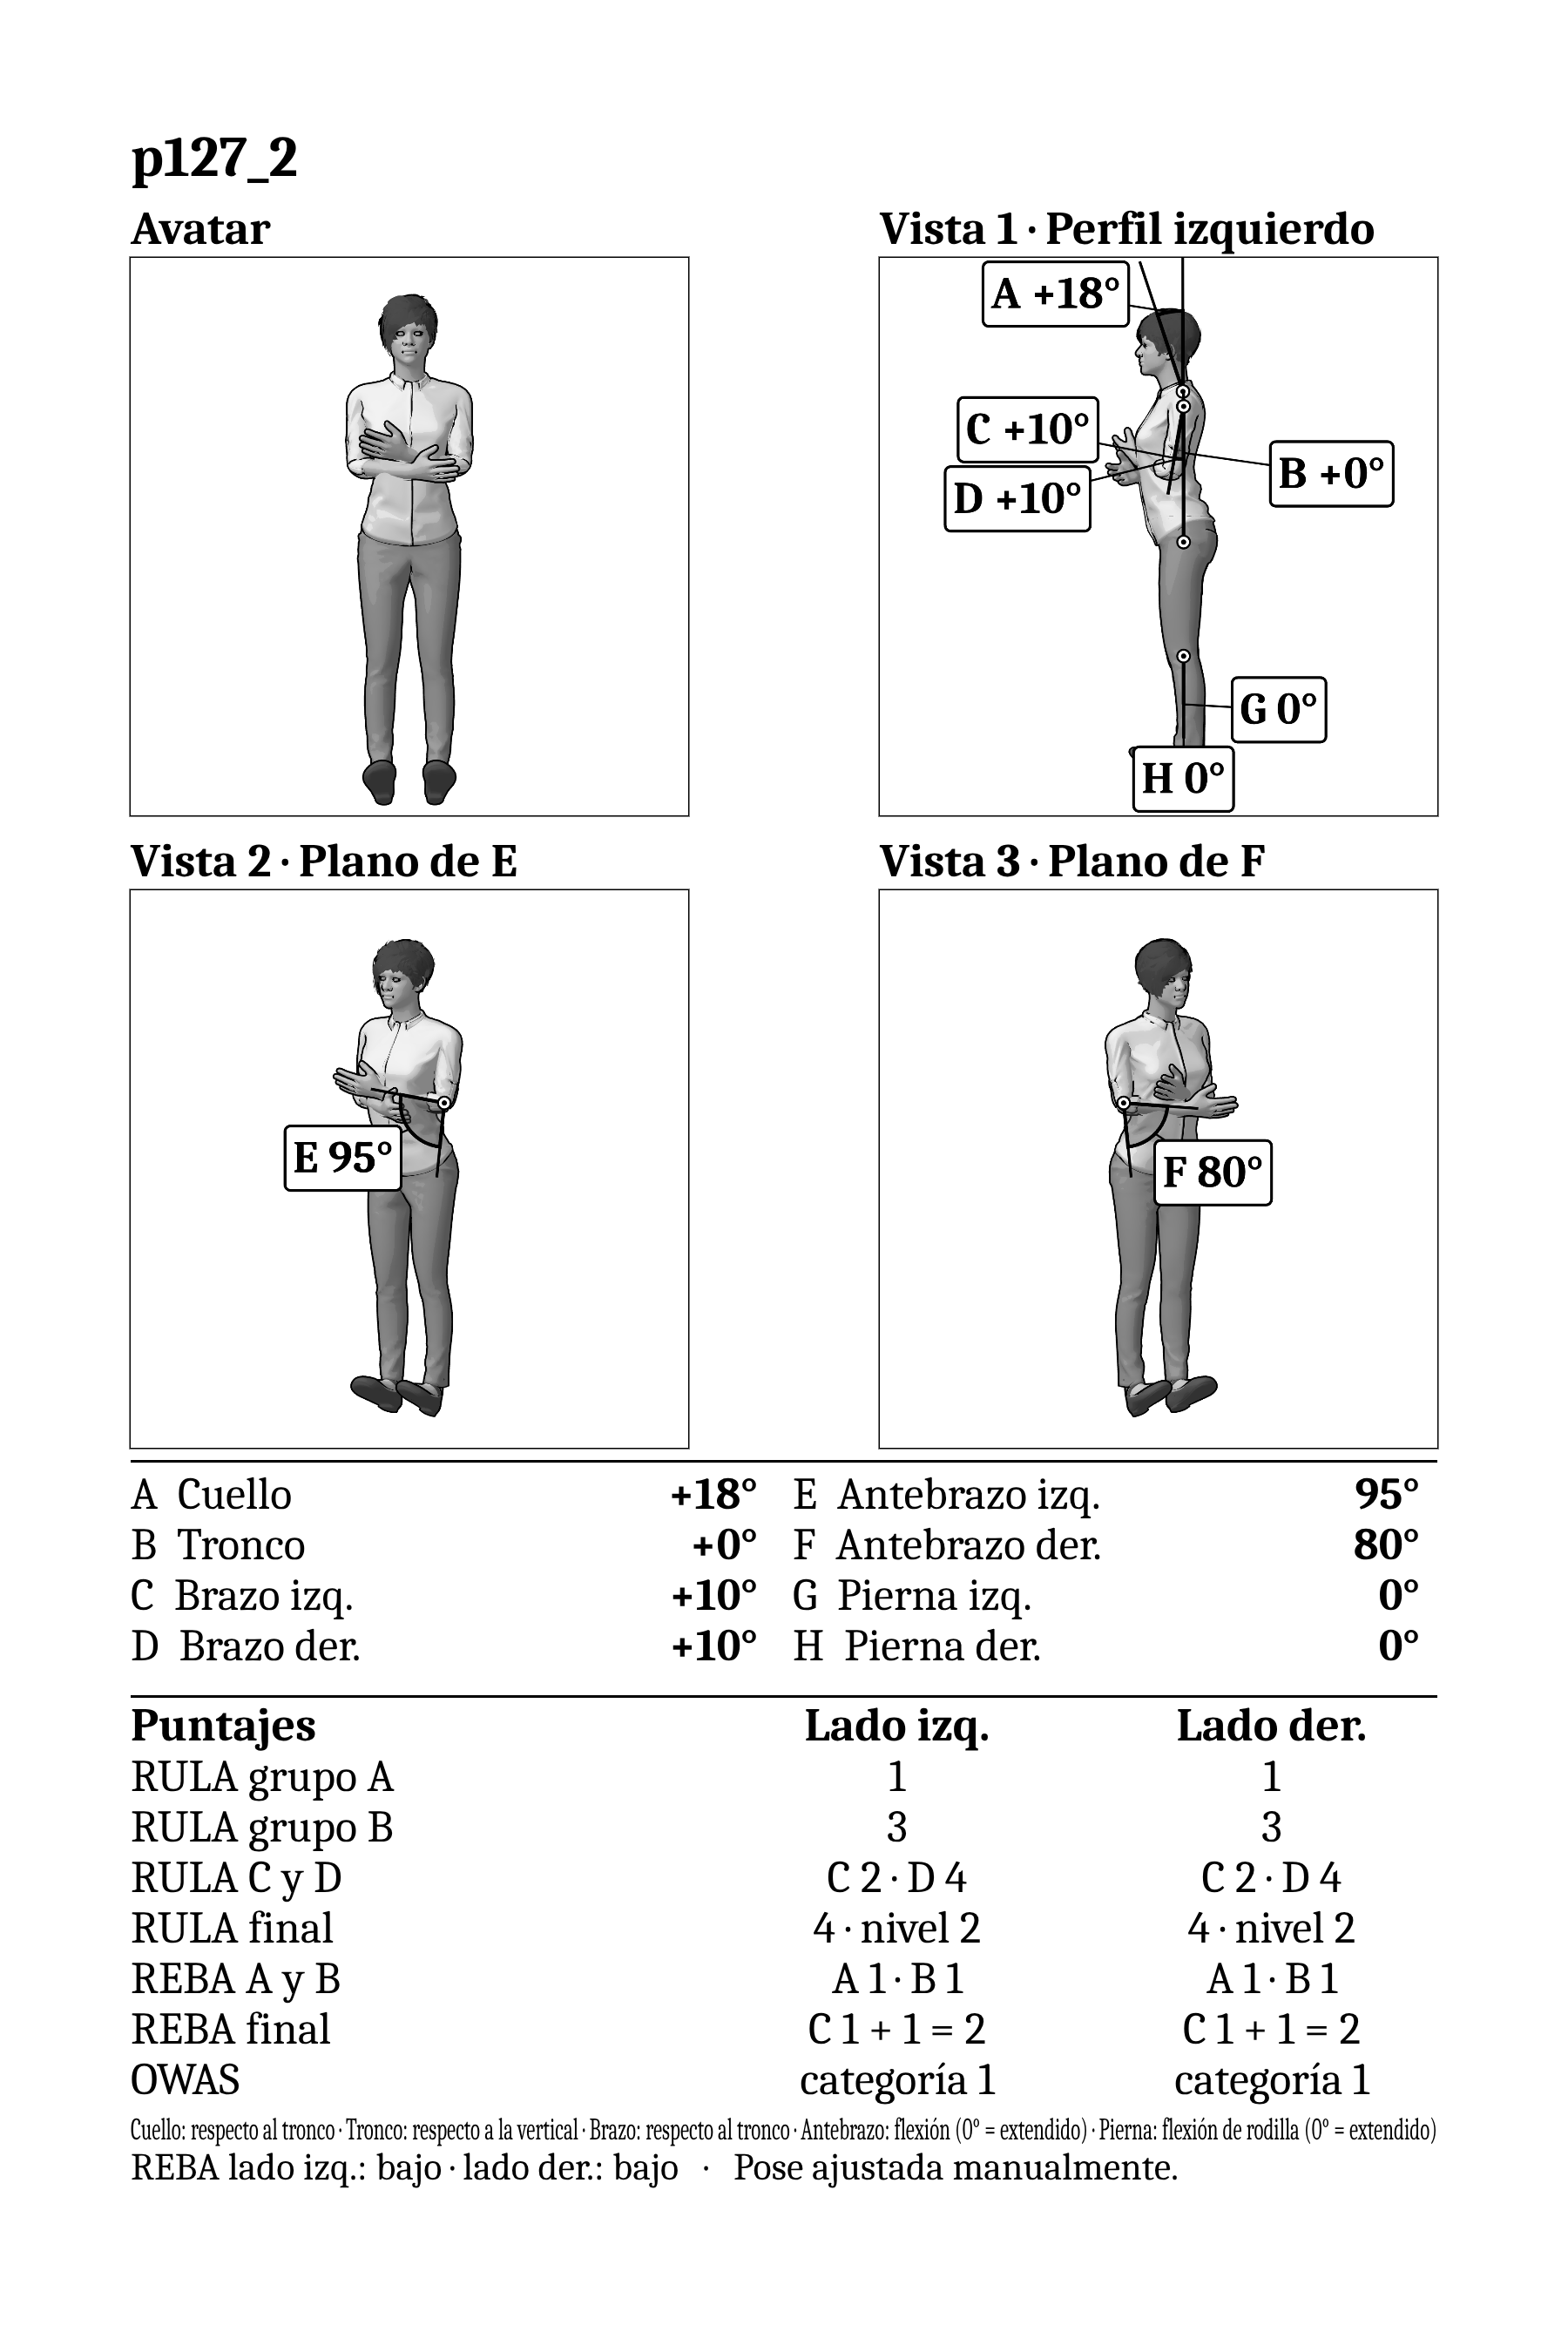 p127_2
Avatar
Vista 1 · Perfil izquierdo
A +18°
C +10°
B +0°
D +10°
G 0°
H 0°
Vista 2 · Plano de E
Vista 3 · Plano de F
E 95°
F 80°
A Cuello +18° E Antebrazo izq. 95°
B Tronco +0° F Antebrazo der. 80°
C Brazo izq. +10° G Pierna izq. 0°
D Brazo der. +10° H Pierna der. 0°
Puntajes Lado izq. Lado der.
RULA grupo A 1 1
RULA grupo B 3 3
RULA C y D C 2 · D 4 C 2 · D 4
RULA final 4 · nivel 2 4 · nivel 2
REBA A y B A 1 · B 1 A 1 · B 1
REBA final C 1 + 1 = 2 C 1 + 1 = 2
OWAS categoría 1 categoría 1
Cuello: respecto al tronco · Tronco: respecto a la vertical · Brazo: respecto al tronco · Antebrazo: flexión (0° = extendido) · Pierna: flexión de rodilla (0° = extendido)
REBA lado izq.: bajo · lado der.: bajo · Pose ajustada manualmente.